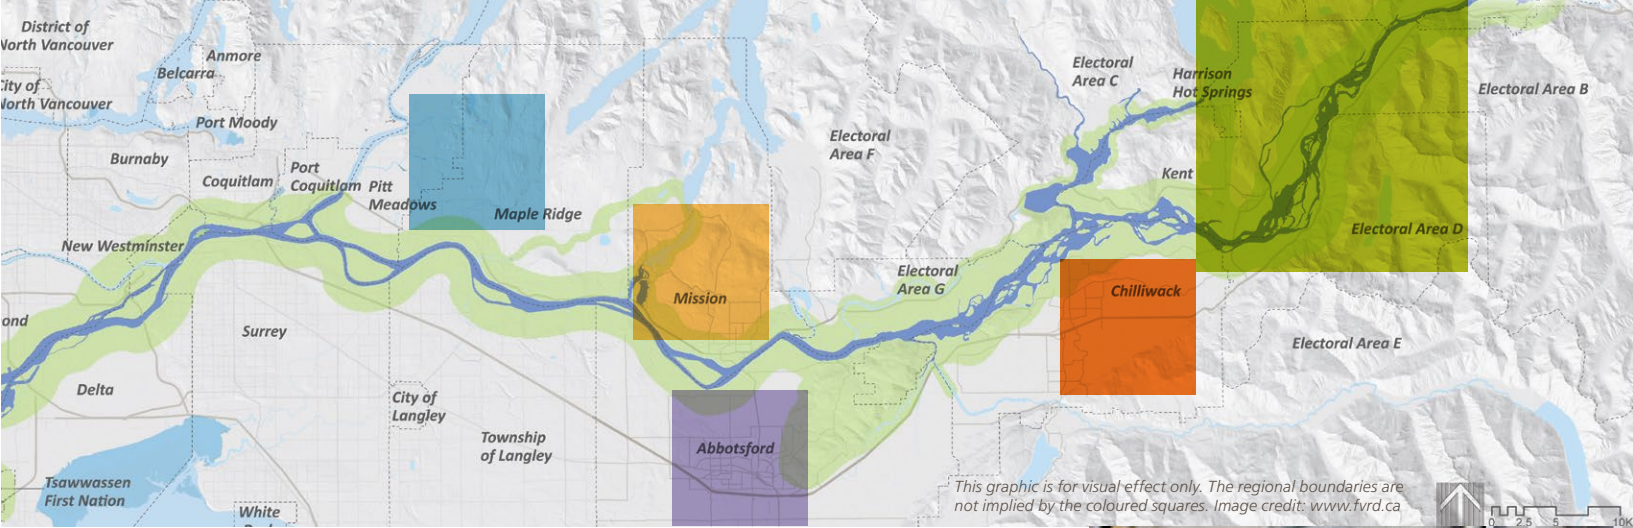 District of
North Vancouver
Anmore
Belcarra
City of
North Vancouver
Port Moody
Burnaby
Coquitlam
Port
Coquitlam
Pitt
Meadows
Maple Ridge
New Westminster
ond
Surrey
Delta
City of
Langley
Township
of Langley
Tsawwassen
First Nation
White
Mission
Abbotsford
Electoral
Area F
Electoral
Area G
Electoral
Area C
Harrison
Hot Springs
Electoral Area B
Kent
Electoral Area D
Chilliwack
Electoral Area E
This graphic is for visual effect only. The regional boundaries are
not implied by the coloured squares. Image credit: www.fvrd.ca
0 2.5 5 10K